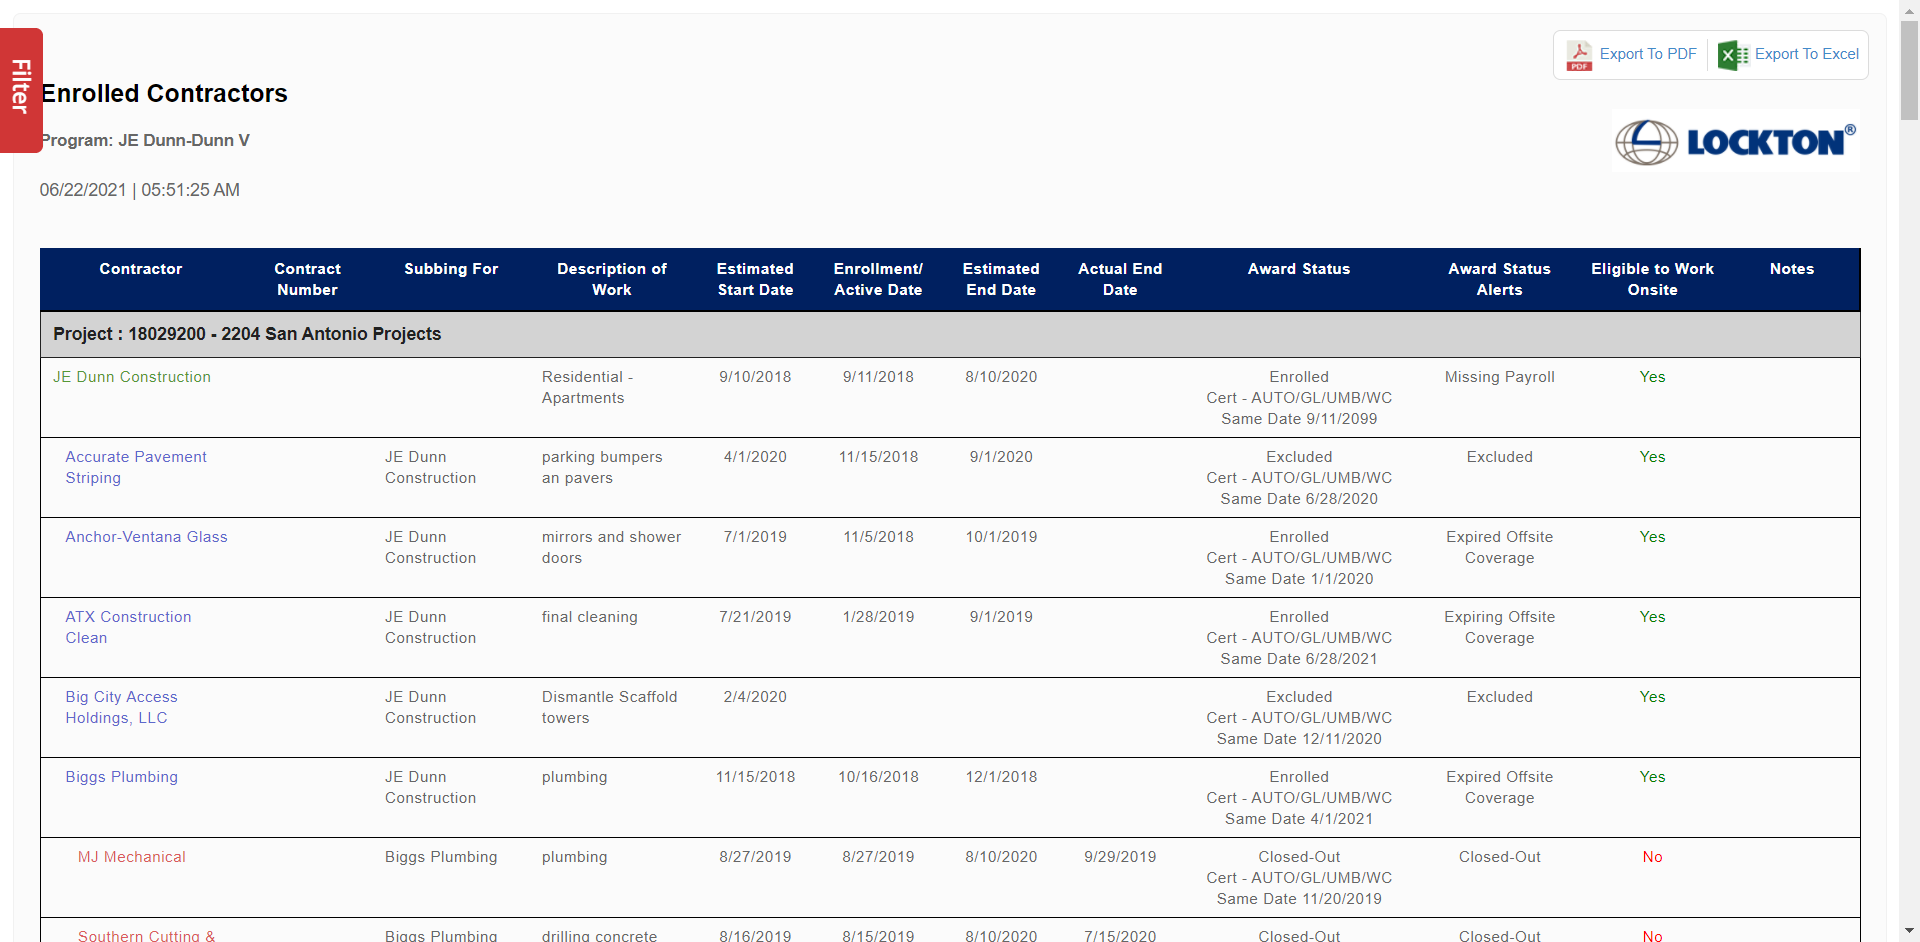 Filter
PDF
Export To PDF
Export To Excel
Enrolled Contractors
Program: JE Dunn-Dunn V
LOCKTON®
06/22/2021 | 05:51:25 AM
Contractor Contract Number Subbing For Description of Work Estimated Start Date Enrollment/ Active Date Estimated End Date Actual End Date Award Status Award Status Alerts Eligible to Work Onsite Notes
Project : 18029200 - 2204 San Antonio Projects
JE Dunn Construction Residential - 9/10/2018 9/11/2018 8/10/2020 Enrolled Missing Payroll Yes
Apartments Cert - AUTO/GL/UMB/WC
Same Date 9/11/2099
Accurate Pavement JE Dunn parking bumpers 4/1/2020 11/15/2018 9/1/2020 Excluded Excluded Yes
Striping Construction an pavers Cert - AUTO/GL/UMB/WC
Same Date 6/28/2020
Anchor-Ventana Glass JE Dunn mirrors and shower 7/1/2019 11/5/2018 10/1/2019 Enrolled Expired Offsite Yes
Construction doors Cert - AUTO/GL/UMB/WC Coverage
Same Date 1/1/2020
ATX Construction JE Dunn final cleaning 7/21/2019 1/28/2019 9/1/2019 Enrolled Expiring Offsite Yes
Clean Construction Cert - AUTO/GL/UMB/WC Coverage
Same Date 6/28/2021
Big City Access JE Dunn Dismantle Scaffold 2/4/2020 Excluded Excluded Yes
Holdings, LLC Construction towers Cert - AUTO/GL/UMB/WC
Same Date 12/11/2020
Biggs Plumbing JE Dunn plumbing 11/15/2018 10/16/2018 12/1/2018 Enrolled Expired Offsite Yes
Construction Cert - AUTO/GL/UMB/WC Coverage
Same Date 4/1/2021
MJ Mechanical Biggs Plumbing plumbing 8/27/2019 8/27/2019 8/10/2020 9/29/2019 Closed-Out Closed-Out No
Cert - AUTO/GL/UMB/WC
Same Date 11/20/2019
Southern Cutting & Biggs Plumbing drilling concrete 8/16/2019 8/15/2019 8/10/2020 7/15/2020 Closed-Out Closed-Out No